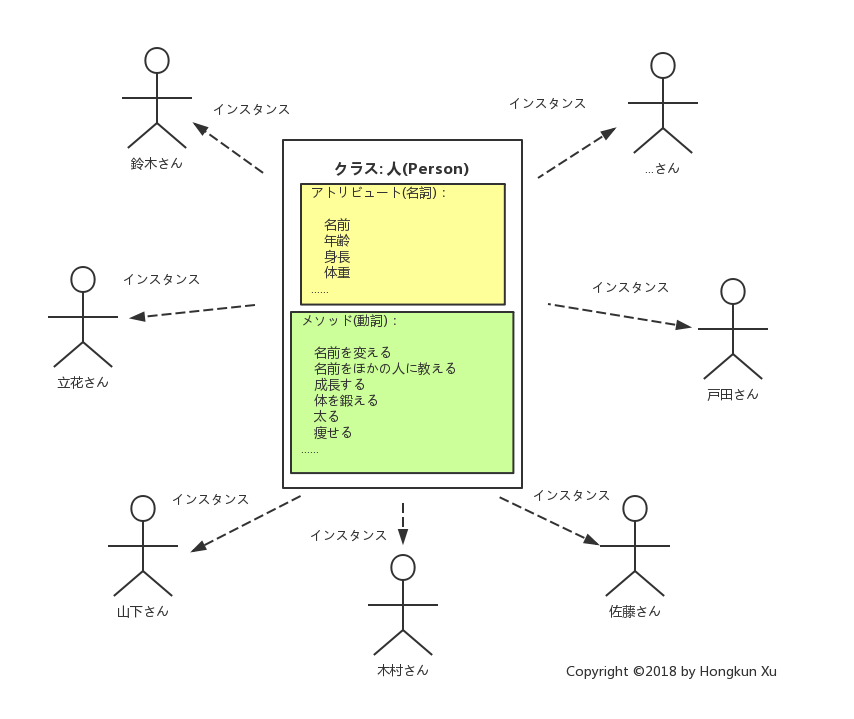 インスタンス
インスタンス
鈴木さん
...さん
クラス: 人(Person)
アトリビュート(名詞)：
名前
年齢
身長
体重
......
インスタンス
インスタンス
立花さん
戸田さん
メソッド(動詞)：
名前を変える
名前をほかの人に教える
成長する
体を鍛える
太る
痩せる
......
インスタンス
インスタンス
インスタンス
山下さん
佐藤さん
木村さん
Copyright ©2018 by Hongkun Xu